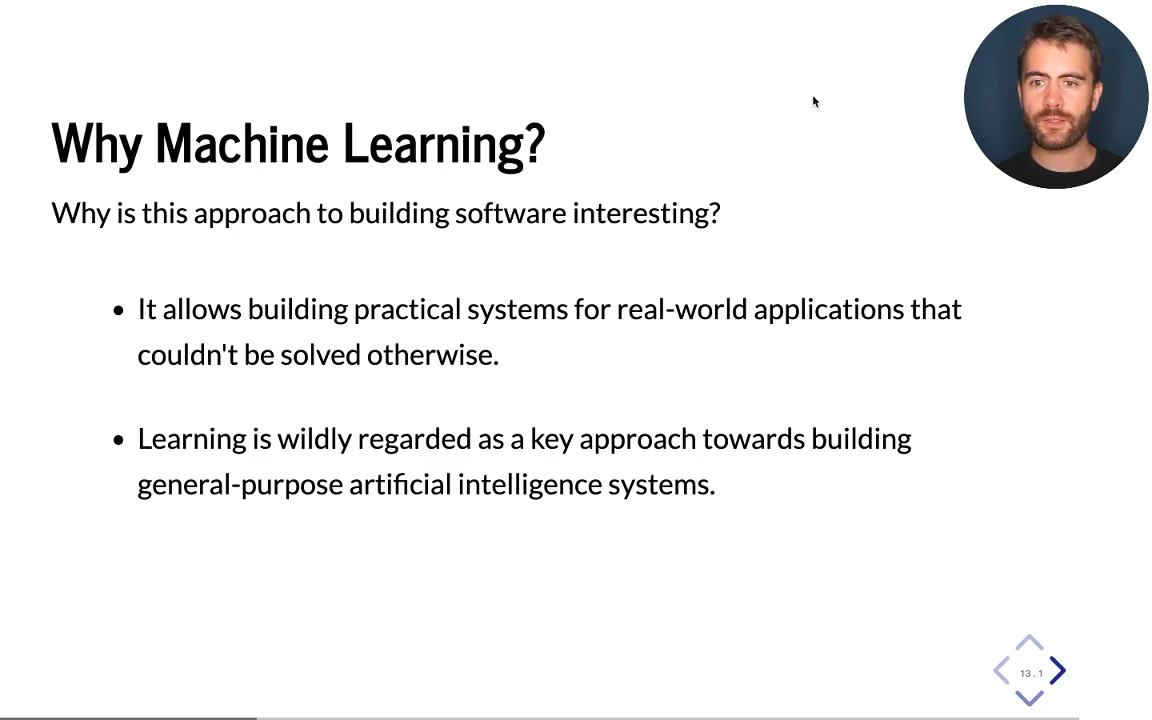 Why Machine Learning?
Why is this approach to building software interesting?
It allows building practical systems for real-world applications that
couldn't be solved otherwise.
Learning is wildly regarded as a key approach towards building
general-purpose artificial intelligence systems.
13.1